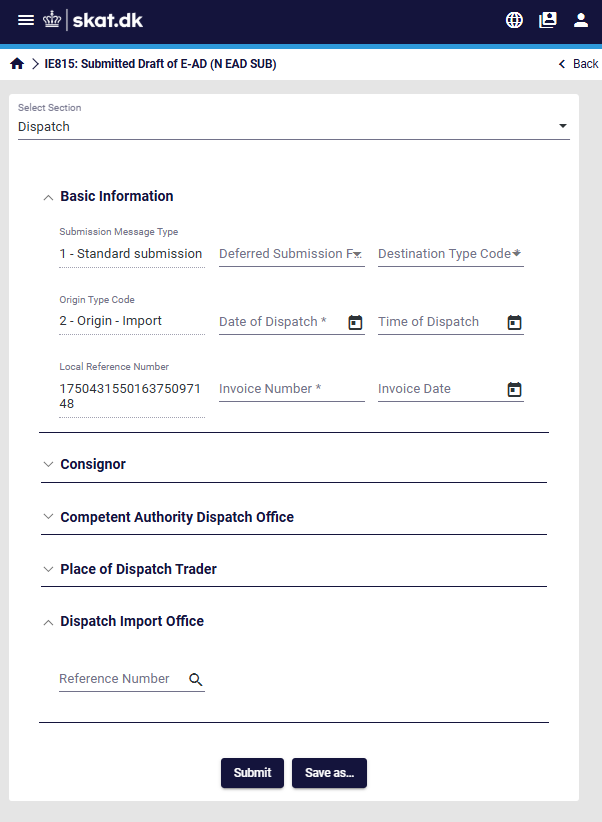 skat.dk
IE815: Submitted Draft of E-AD (N EAD SUB)
Back
Select Section
Dispatch
Basic Information
Submission Message Type
1 - Standard submission
Deferred Submission F...
Destination Type Code *
Origin Type Code
2 - Origin - Import
Date of Dispatch *
Time of Dispatch
Local Reference Number
1750431550163750971
48
Invoice Number *
Invoice Date
Consignor
Competent Authority Dispatch Office
Place of Dispatch Trader
Dispatch Import Office
Reference Number
Submit
Save as...